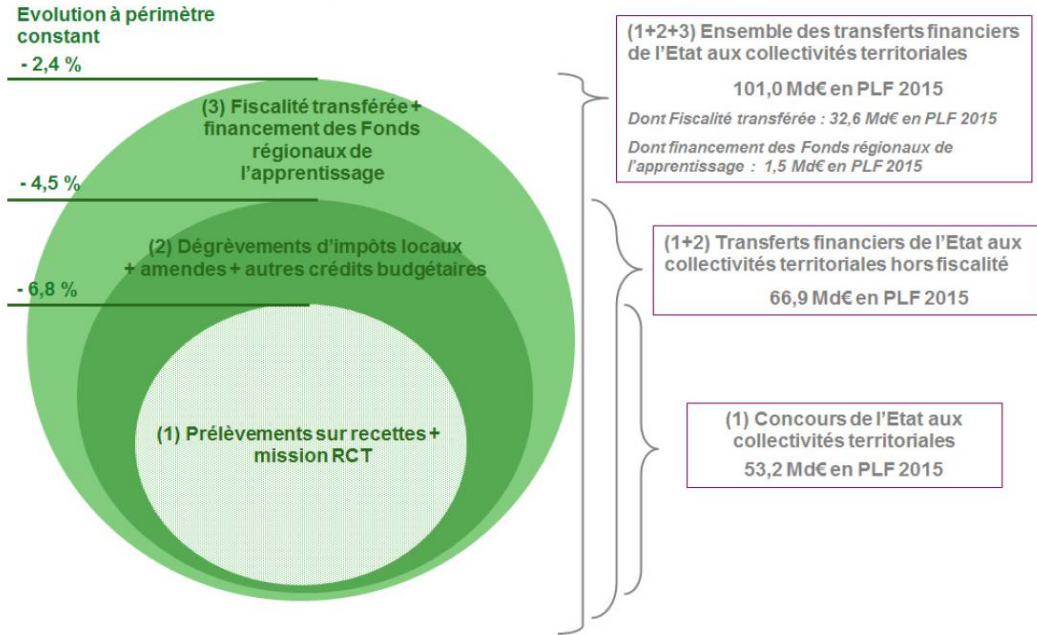 Evolution à périmètre
constant
- 2,4 %
(3) Fiscalité transférée +
financement des Fonds
régionaux de
l’apprentissage
- 4,5 %
(2) Dégrèvements d’impôts locaux
+ amendes + autres crédits budgétaires
- 6,8 %
(1) Prélèvements sur recettes +
mission RCT
(1+2+3) Ensemble des transferts financiers
de l’Etat aux collectivités territoriales
101,0 Md€ en PLF 2015
Dont Fiscalité transférée : 32,6 Md€ en PLF 2015
Dont financement des Fonds régionaux de
l’apprentissage : 1,5 Md€ en PLF 2015
(1+2) Transferts financiers de l’Etat aux
collectivités territoriales hors fiscalité
66,9 Md€ en PLF 2015
(1) Concours de l’Etat aux
collectivités territoriales
53,2 Md€ en PLF 2015